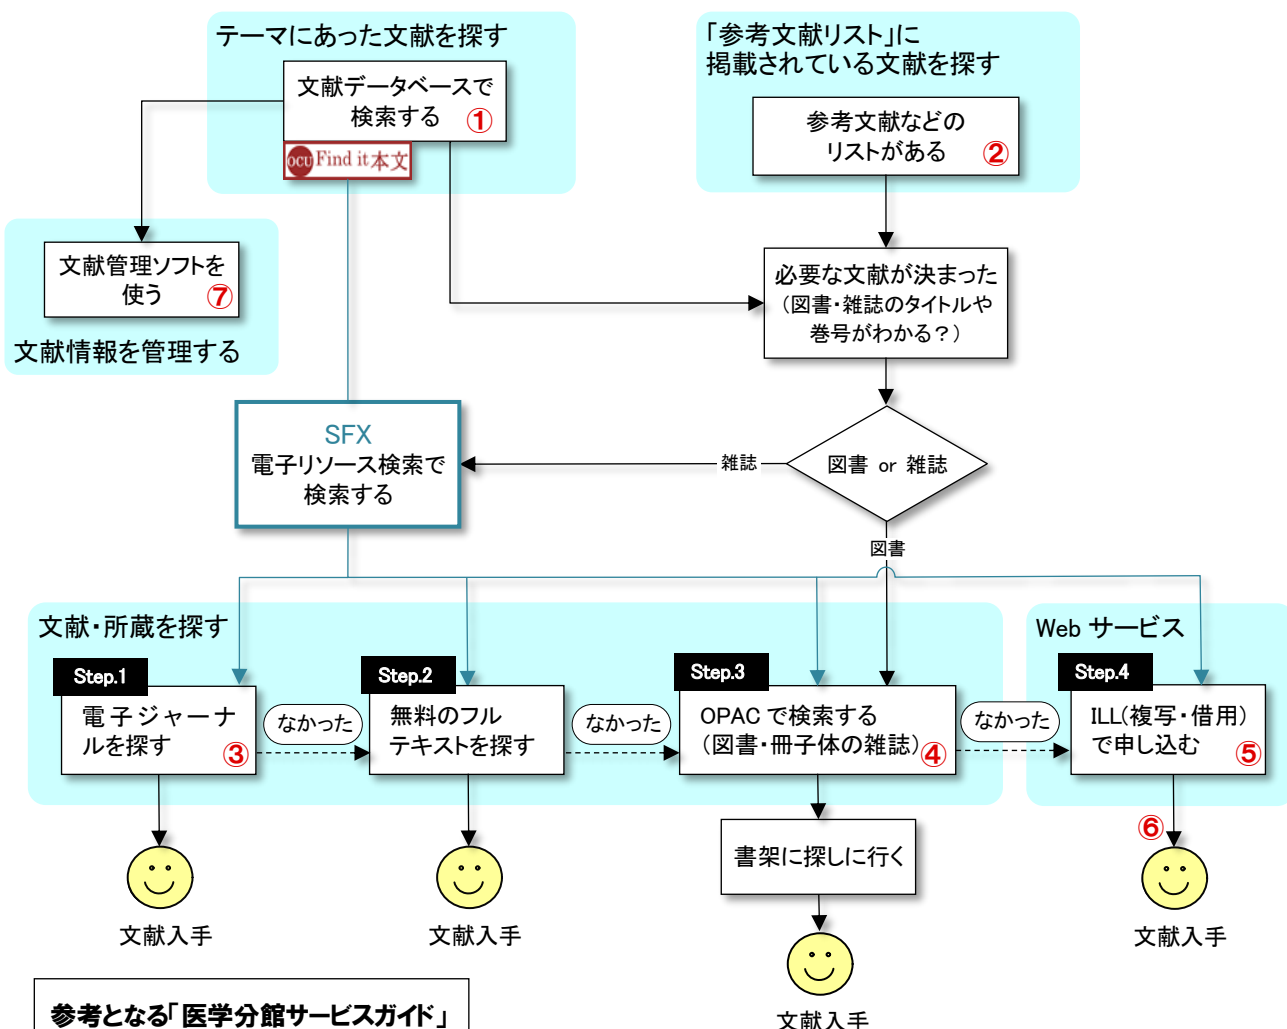 テーマにあった文献を探す
文献データベースで
検索する ①
ocu Find it 本文
「参考文献リスト」に
掲載されている文献を探す
参考文献などの
リストがある ②
文献管理ソフトを
使う ⑦
文献情報を管理する
必要な文献が決まった
（図書・雑誌のタイトルや
巻号がわかる？）
SFX
電子リソース検索で
検索する
雑誌
図書 or 雑誌
図書
文献・所蔵を探す
Web サービス
Step.1
電子ジャーナ
ルを探す ③
なかった
Step.2
無料のフル
テキストを探す
なかった
Step.3
OPAC で検索する
（図書・冊子体の雑誌） ④
なかった
Step.4
ILL(複写・借用)
で申し込む ⑤
⑥
書架に探しに行く
文献入手
文献入手
文献入手
文献入手
参考となる「医学分館サービスガイド」